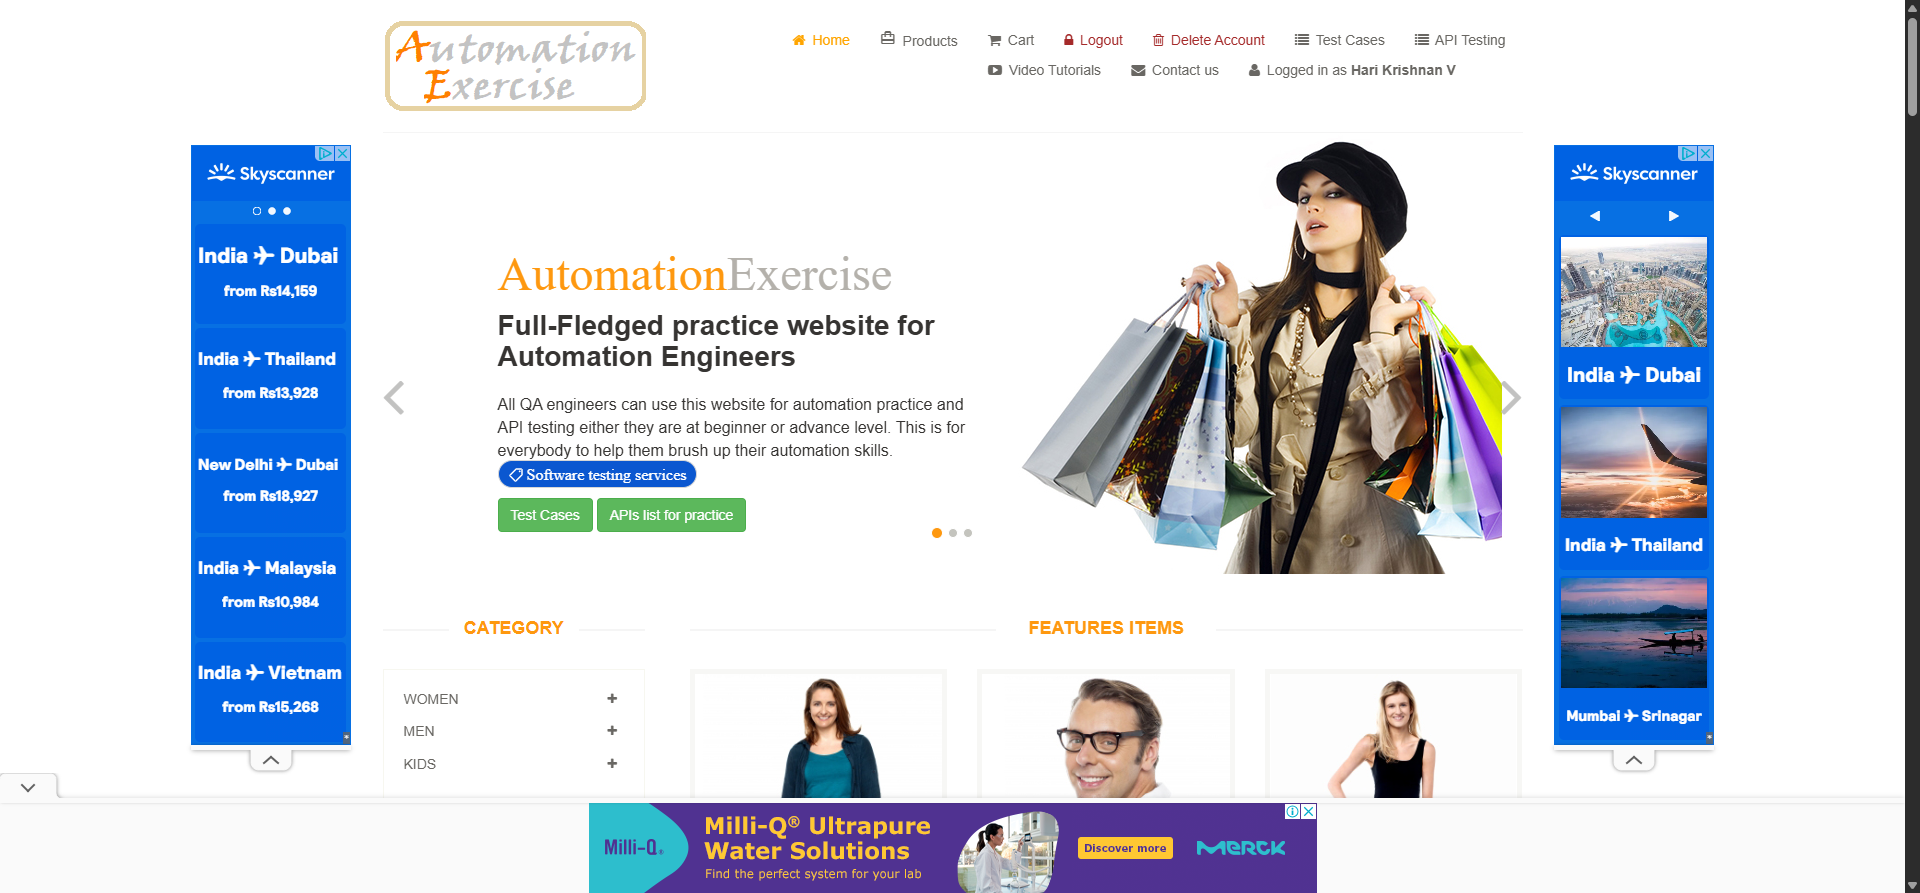 Automation
Exercise
Home
Products
Cart
Logout
Delete Account
Test Cases
API Testing
Video Tutorials
Contact us
Logged in as Hari Krishnan V
Skyscanner
India ✈ Dubai
from Rs14,159
India ✈ Thailand
from Rs13,928
New Delhi ✈ Dubai
from Rs18,927
India ✈ Malaysia
from Rs10,984
India ✈ Vietnam
from Rs15,268
AutomationExercise
Full-Fledged practice website for
Automation Engineers
All QA engineers can use this website for automation practice and
API testing either they are at beginner or advance level. This is for
everybody to help them brush up their automation skills.
Software testing services
Test Cases
APIs list for practice
Skyscanner
India ✈ Dubai
India ✈ Thailand
Mumbai ✈ Srinagar
CATEGORY
WOMEN
MEN
KIDS
FEATURES ITEMS
Milli-Q®
Milli-Q® Ultrapure
Water Solutions
Find the perfect system for your lab
Discover more
MERCK